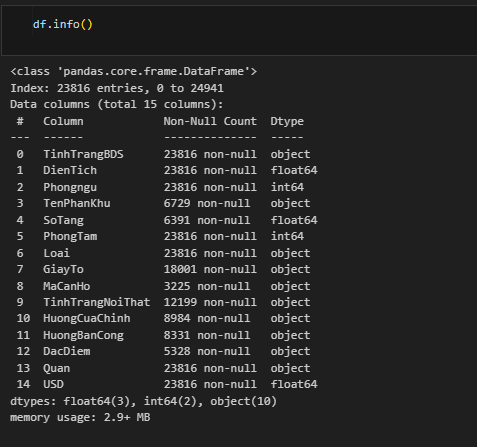 df.info()
<class 'pandas.core.frame.DataFrame'>
Index: 23816 entries, 0 to 24941
Data columns (total 15 columns):
 #   Column            Non-Null Count  Dtype
---  ------            --------------  -----
 0   TinhTrangBDS      23816 non-null  object
 1   DienTich          23816 non-null  float64
 2   Phongngu          23816 non-null  int64
 3   TenPhanKhu        6729 non-null   object
 4   SoTang            6391 non-null   float64
 5   PhongTam          23816 non-null  int64
 6   Loai              23816 non-null  object
 7   GiayTo            18001 non-null  object
 8   MaCanHo           3225 non-null   object
 9   TinhTrangNoiThat  12199 non-null  object
 10  HuongCuaChinh     8984 non-null   object
 11  HuongBanCong      8331 non-null   object
 12  DacDiem           5328 non-null   object
 13  Quan              23816 non-null  object
 14  USD               23816 non-null  float64
dtypes: float64(3), int64(2), object(10)
memory usage: 2.9+ MB